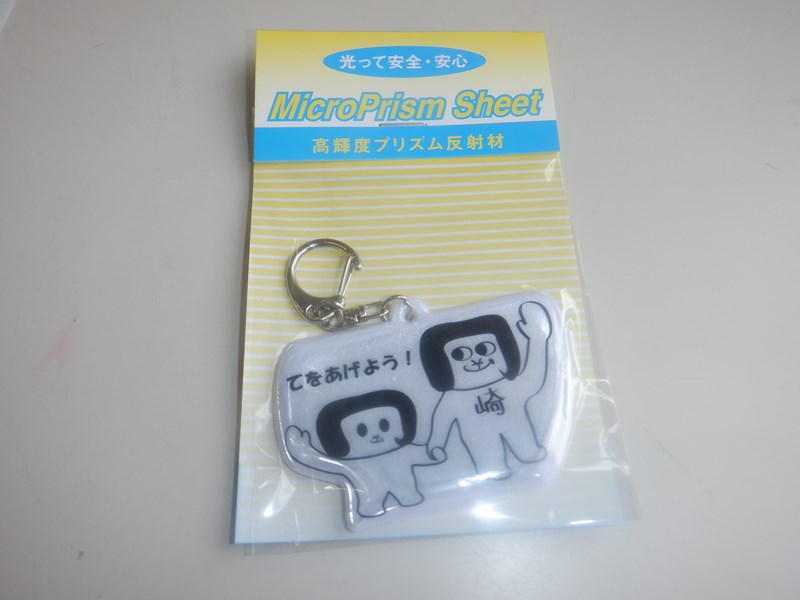 光って安全・安心
MicroPrism Sheet
高輝度プリズム反射材
てをあげよう！
崎